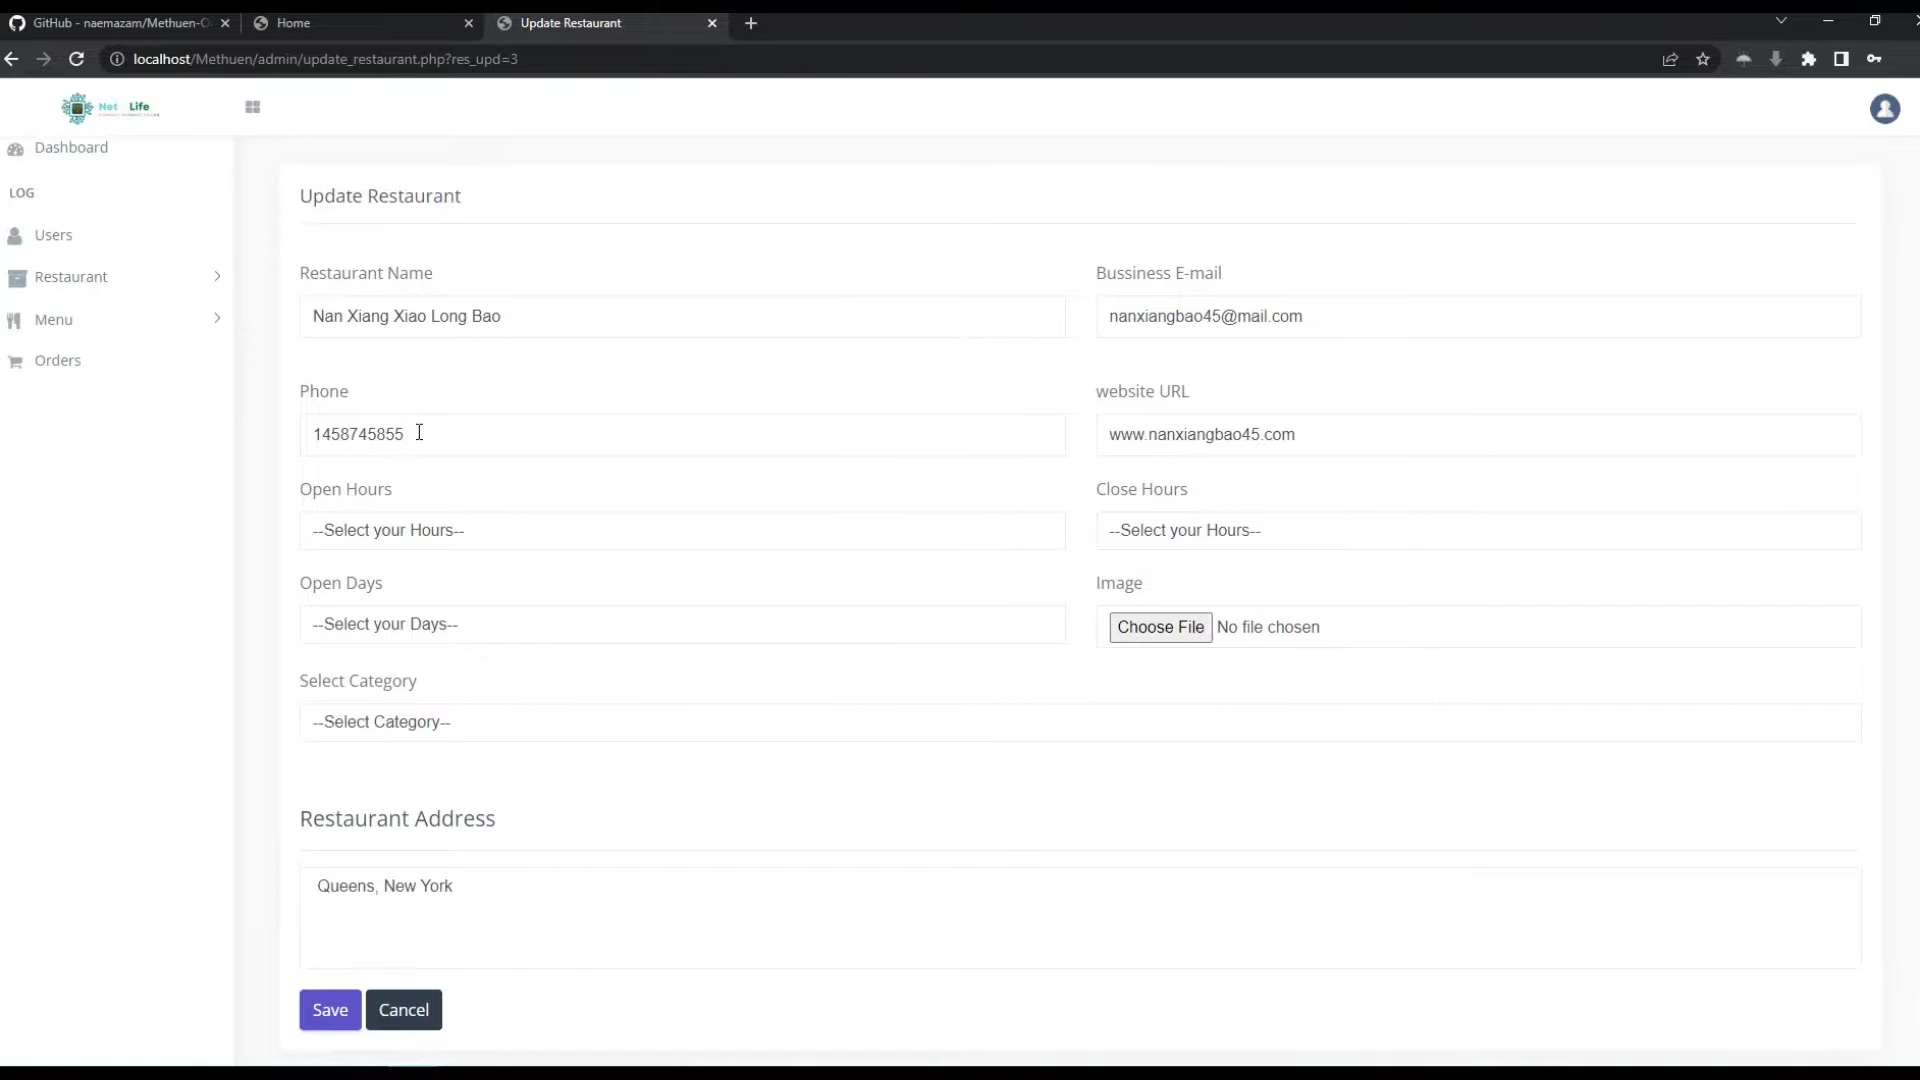 GitHub - naemazam/Methuen-O
Home
Update Restaurant
localhost/Methuen/admin/update_restaurant.php?res_upd=3
Net Life
Dashboard
LOG
Users
Restaurant
Menu
Orders
Update Restaurant
Restaurant Name
Bussiness E-mail
Nan Xiang Xiao Long Bao
nanxiangbao45@mail.com
Phone
website URL
1458745855
www.nanxiangbao45.com
Open Hours
Close Hours
--Select your Hours--
--Select your Hours--
Open Days
Image
--Select your Days--
Choose File No file chosen
Select Category
--Select Category--
Restaurant Address
Queens, New York
Save
Cancel